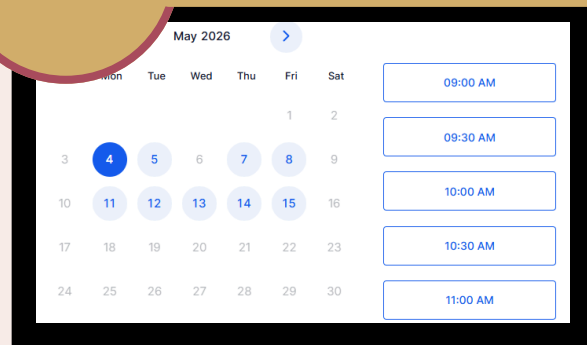 May 2026
Mon Tue Wed Thu Fri Sat
1 2
3 4 5 6 7 8 9
10 11 12 13 14 15 16
17 18 19 20 21 22 23
24 25 26 27 28 29 30
09:00 AM
09:30 AM
10:00 AM
10:30 AM
11:00 AM